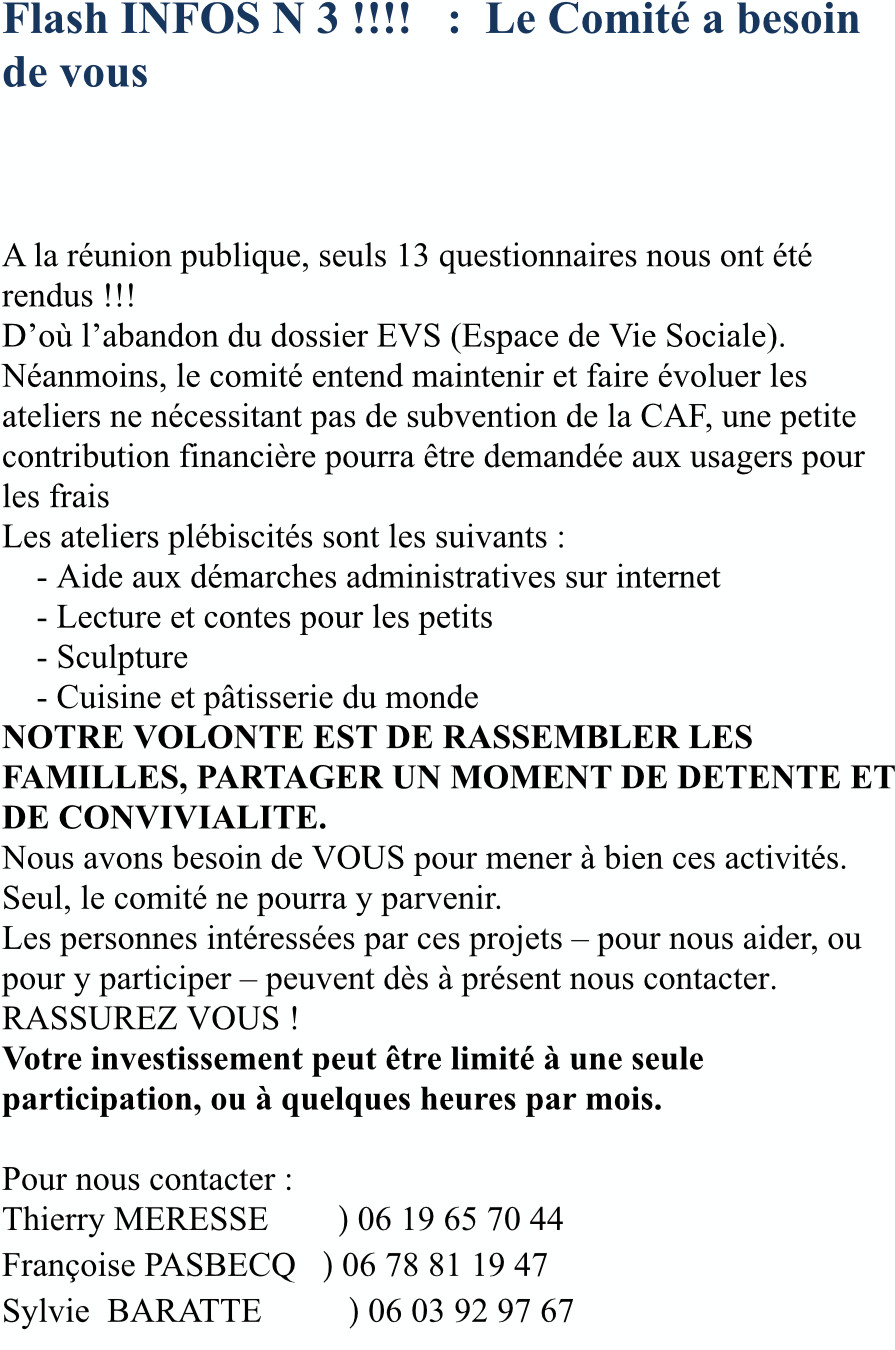 Flash INFOS N 3 !!!!   :  Le Comité a besoin
de vous
A la réunion publique, seuls 13 questionnaires nous ont été
rendus !!!
D’où l’abandon du dossier EVS (Espace de Vie Sociale).
Néanmoins, le comité entend maintenir et faire évoluer les
ateliers ne nécessitant pas de subvention de la CAF, une petite
contribution financière pourra être demandée aux usagers pour
les frais
Les ateliers plébiscités sont les suivants :
- Aide aux démarches administratives sur internet
- Lecture et contes pour les petits
- Sculpture
- Cuisine et pâtisserie du monde
NOTRE VOLONTE EST DE RASSEMBLER LES
FAMILLES, PARTAGER UN MOMENT DE DETENTE ET
DE CONVIVIALITE.
Nous avons besoin de VOUS pour mener à bien ces activités.
Seul, le comité ne pourra y parvenir.
Les personnes intéressées par ces projets – pour nous aider, ou
pour y participer – peuvent dès à présent nous contacter.
RASSUREZ VOUS !
Votre investissement peut être limité à une seule
participation, ou à quelques heures par mois.
Pour nous contacter :
Thierry MERESSE        ) 06 19 65 70 44
Françoise PASBECQ   ) 06 78 81 19 47
Sylvie  BARATTE          ) 06 03 92 97 67